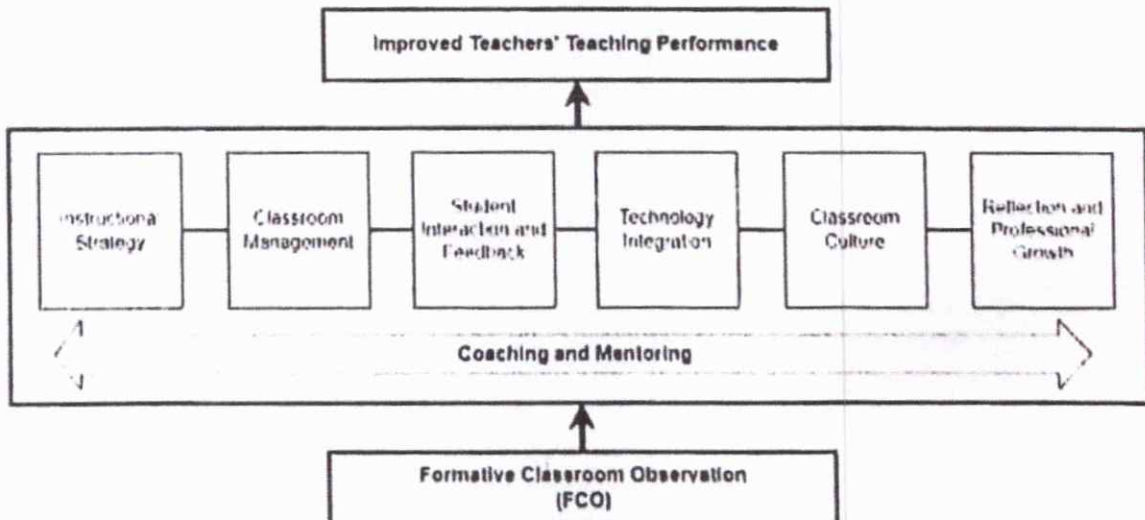 Improved Teachers' Teaching Performance
Instructional
Strategy
Classroom
Management
Student
Interaction and
Feedback
Technology
Integration
Classroom
Culture
Reflection and
Professional
Growth
Coaching and Mentoring
Formative Classroom Observation
(FCO)